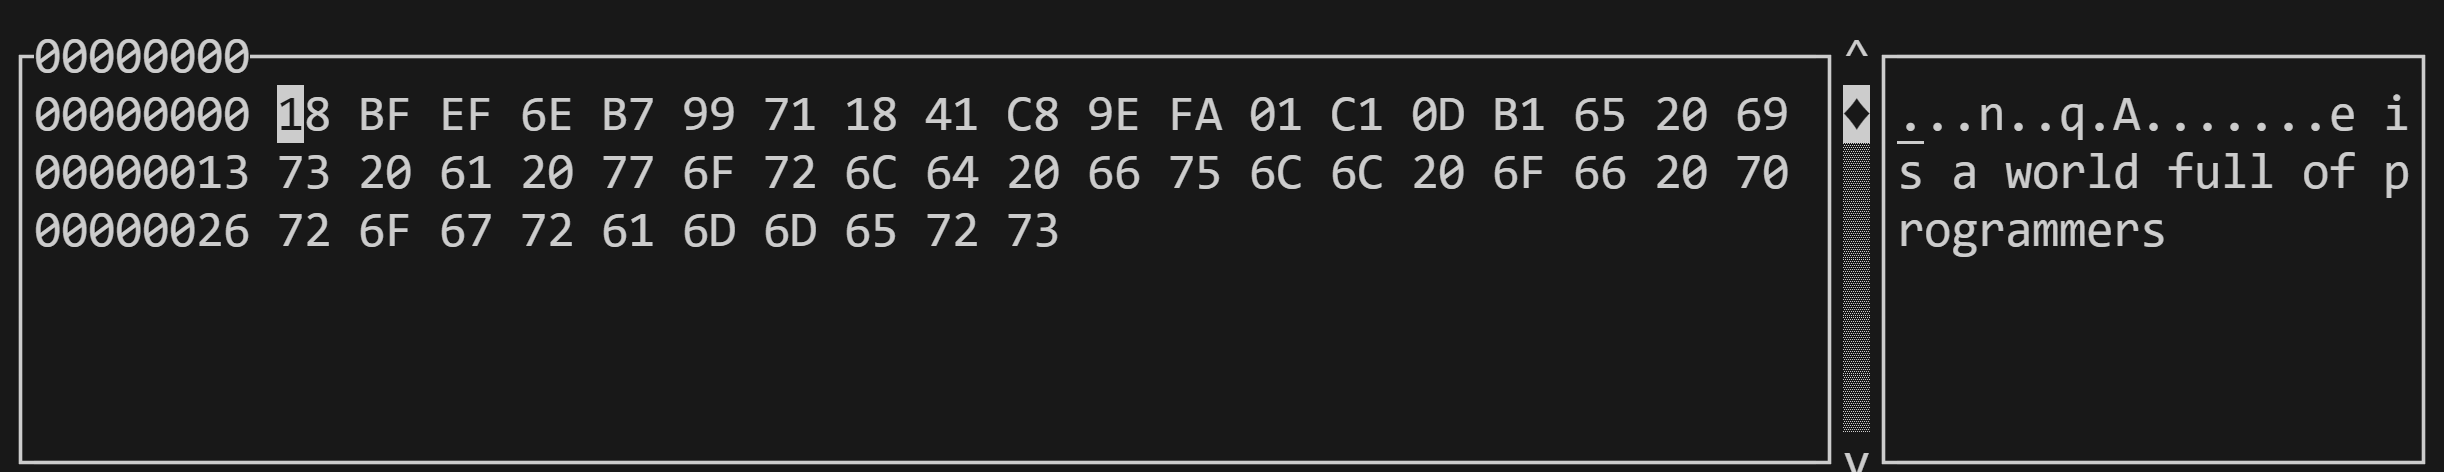 00000000
00000000 18 BF EF 6E B7 99 71 18 41 C8 9E FA 01 C1 0D B1 65 20 69 ...n..q.A.......e i
00000013 73 20 61 20 77 6F 72 6C 64 20 66 75 6C 6C 20 6F 66 20 70 s a world full of p
00000026 72 6F 67 72 61 6D 6D 65 72 73 rogrammers